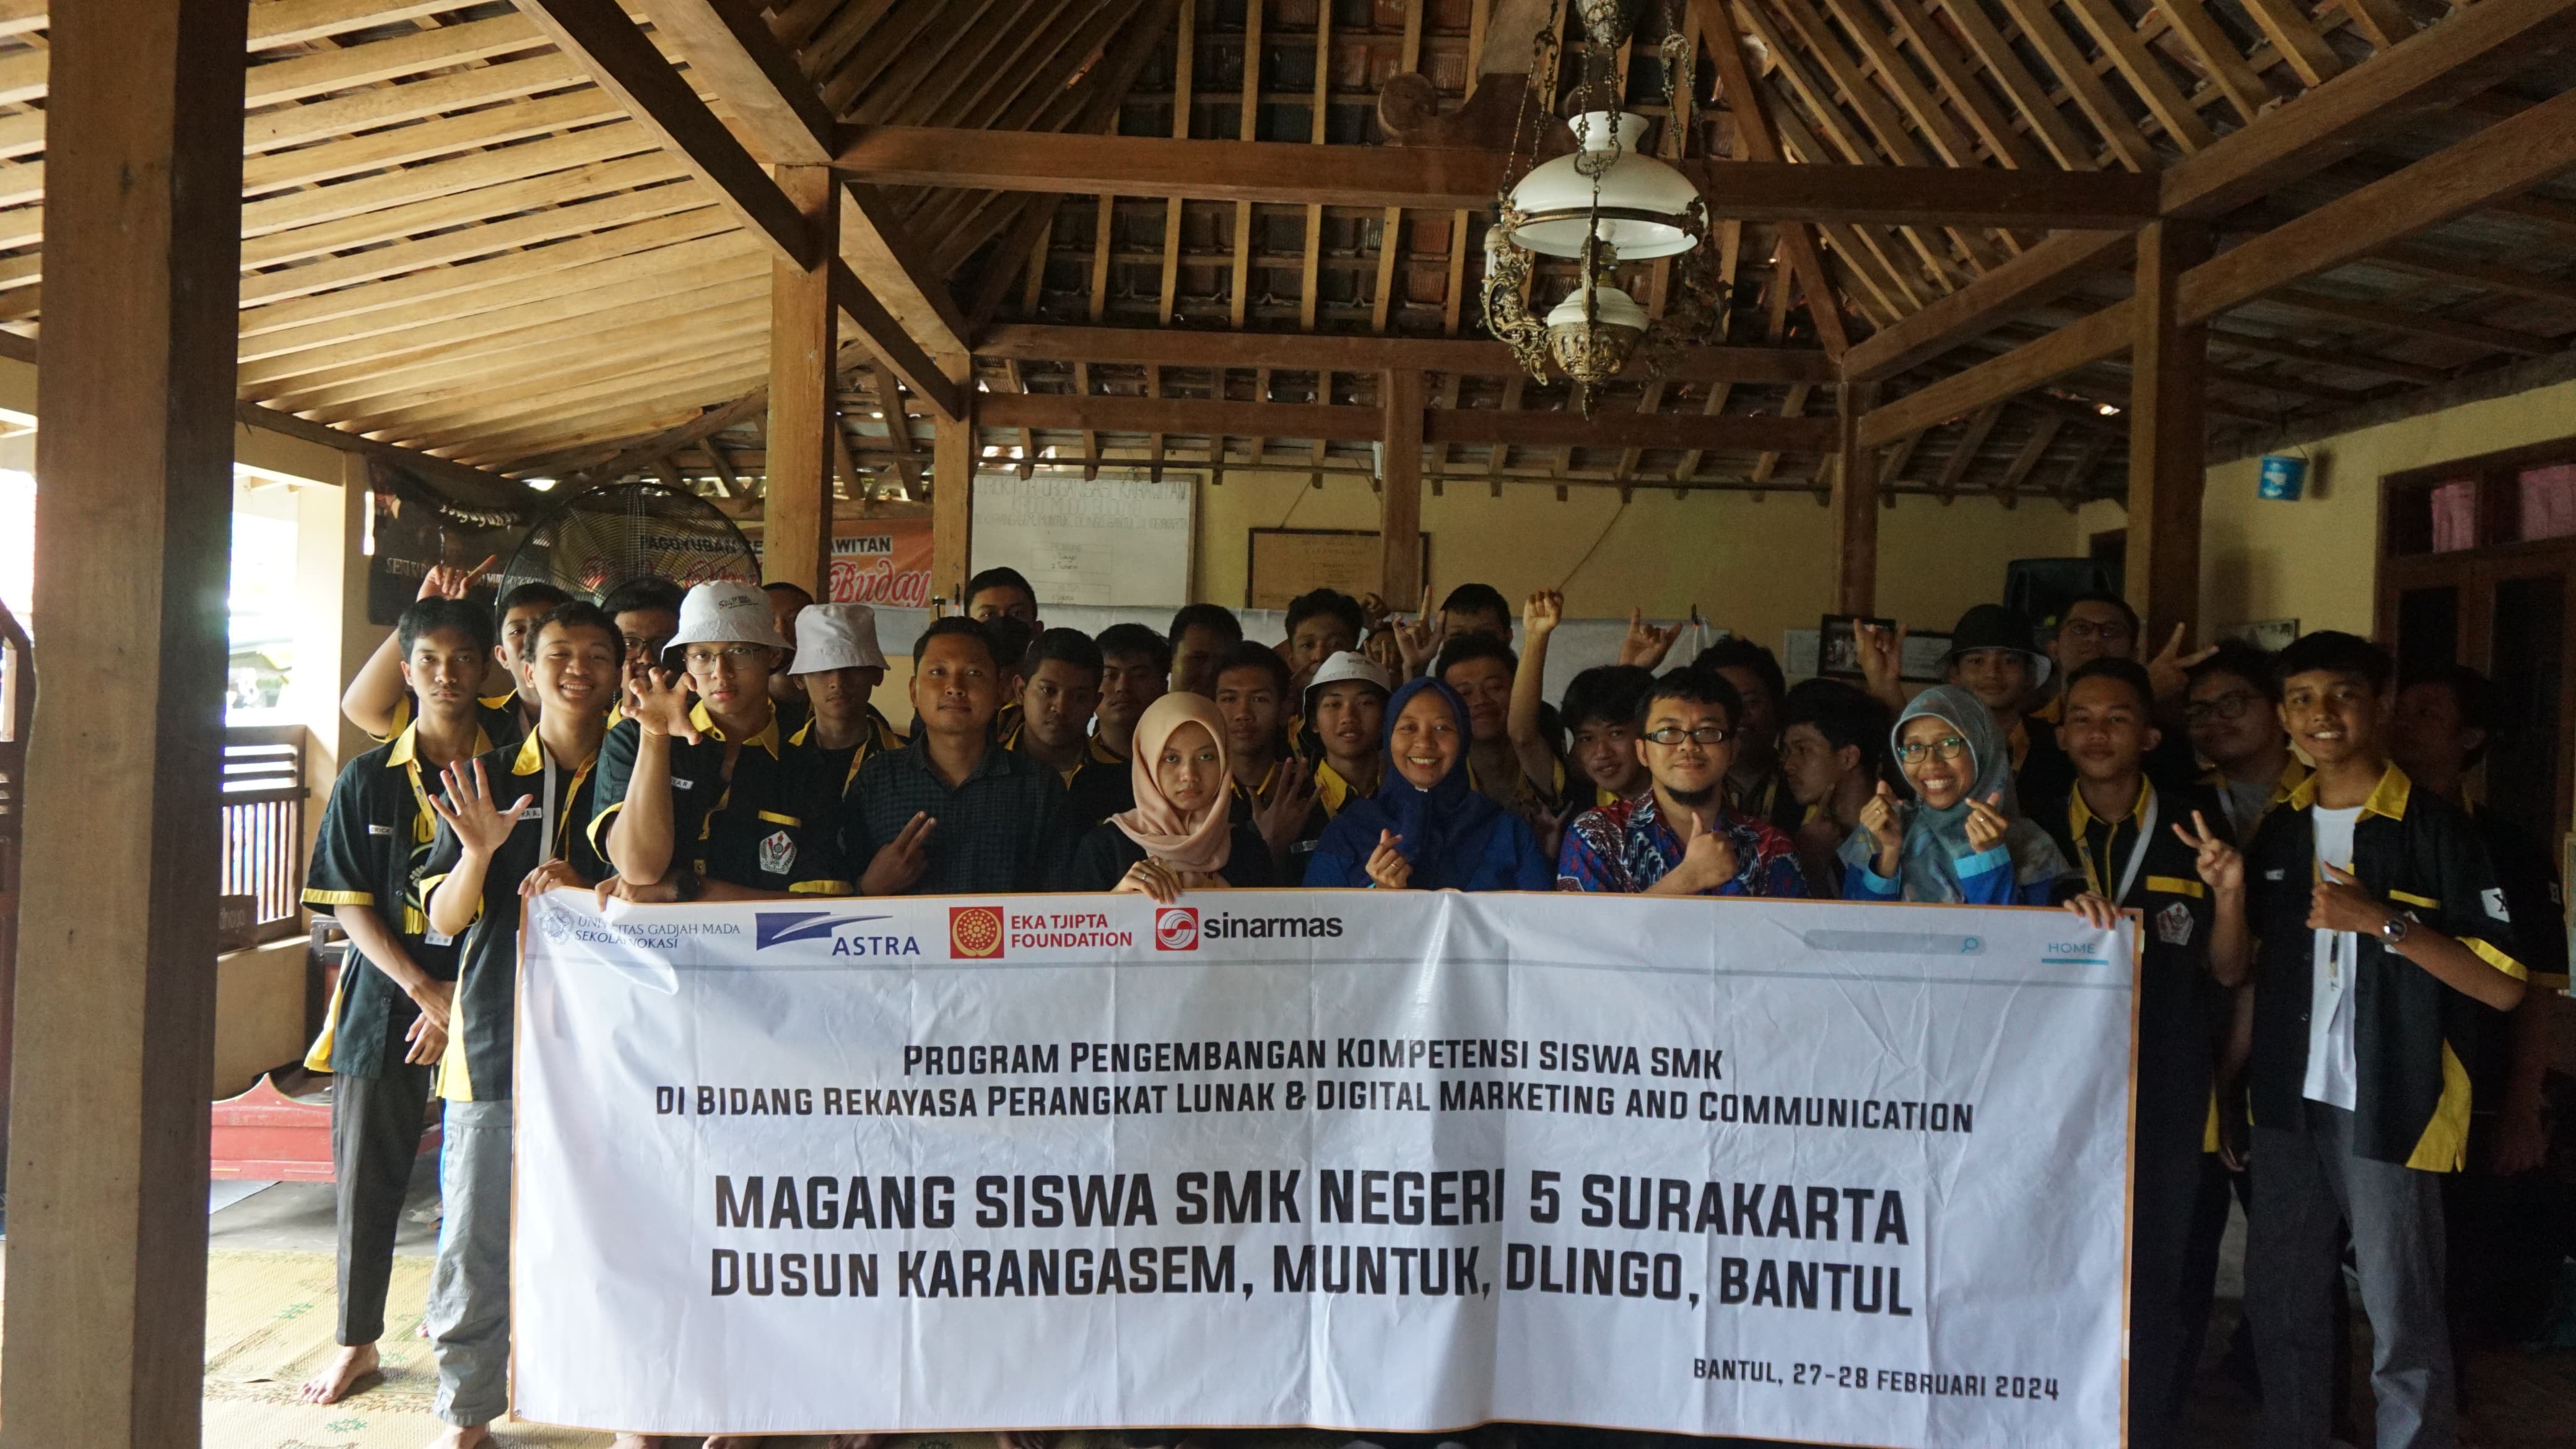 PAGUYUBAN
AWITAN
Buday
UNIVERSITAS GADJAH MADA
SEKOLAH VOKASI
ASTRA
EKA TJIPTA
FOUNDATION
sinarmas
HOME
PROGRAM PENGEMBANGAN KOMPETENSI SISWA SMK
DI BIDANG REKAYASA PERANGKAT LUNAK & DIGITAL MARKETING AND COMMUNICATION
MAGANG SISWA SMK NEGERI 5 SURAKARTA
DUSUN KARANGASEM, MUNTUK, DLINGO, BANTUL
BANTUL, 27-28 FEBRUARI 2024